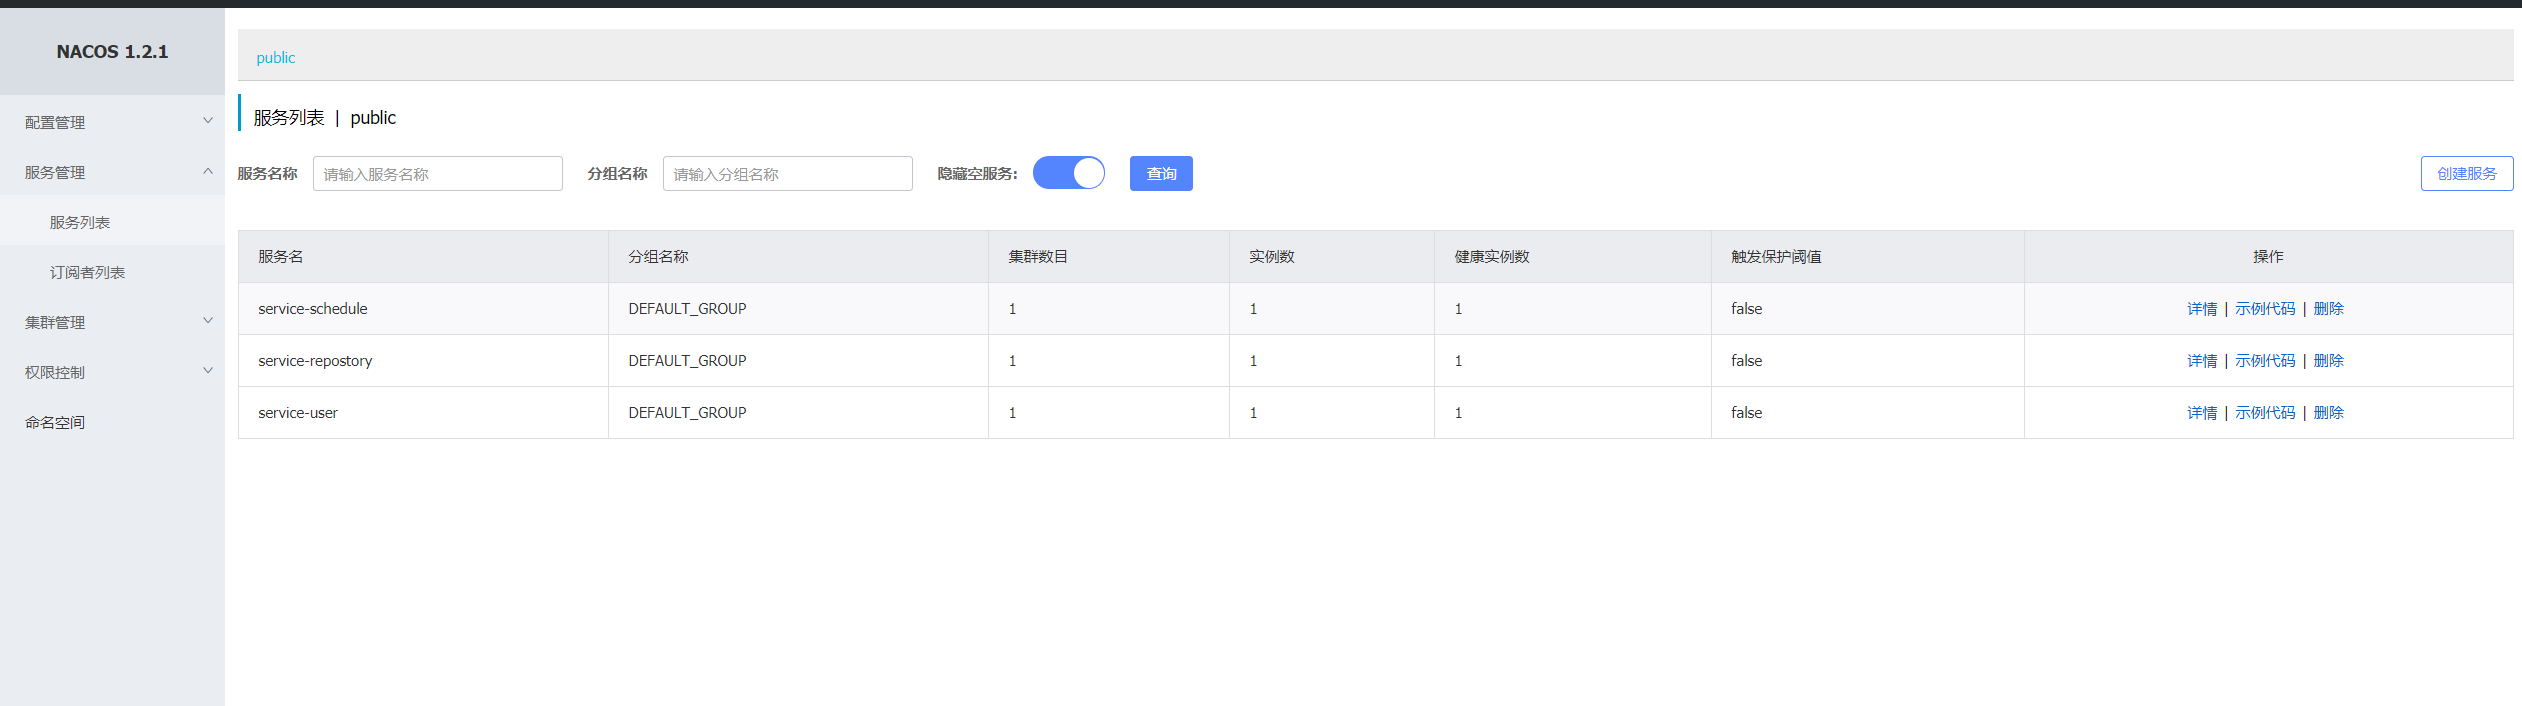 NACOS 1.2.1
配置管理
服务管理
服务列表
订阅者列表
集群管理
权限控制
命名空间
public
服务列表 | public
服务名称 请输入服务名称 分组名称 请输入分组名称 隐藏空服务: 查询 创建服务
服务名 分组名称 集群数目 实例数 健康实例数 触发保护阈值 操作
service-schedule DEFAULT_GROUP 1 1 1 false 详情 | 示例代码 | 删除
service-repostory DEFAULT_GROUP 1 1 1 false 详情 | 示例代码 | 删除
service-user DEFAULT_GROUP 1 1 1 false 详情 | 示例代码 | 删除